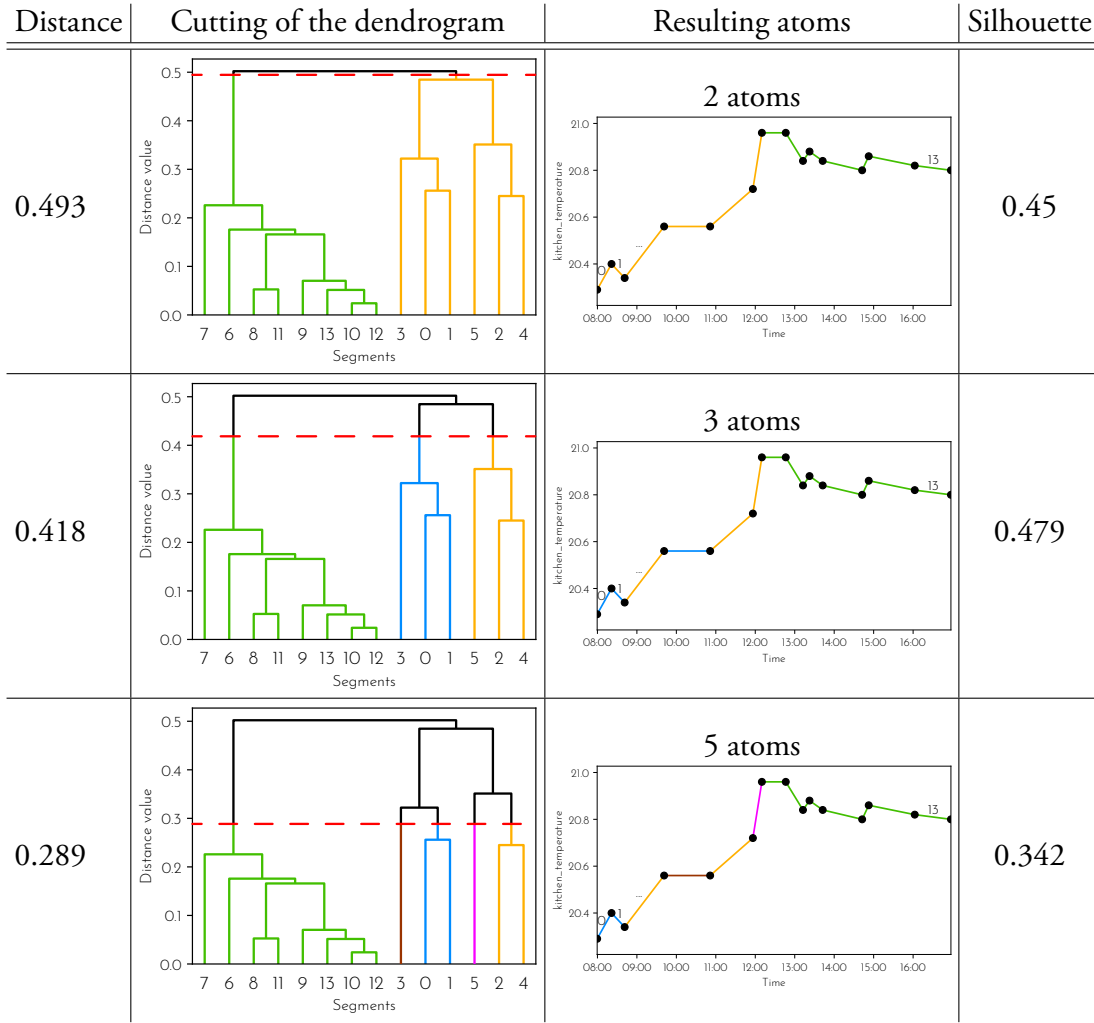 Distance Cutting of the dendrogram Resulting atoms Silhouette
0.493
0.5
0.4
0.3
0.2
0.1
0.0
Distance value
7 6 8 11 9 13 10 12 3 0 1 5 2 4
Segments
2 atoms
21.0
20.8
20.6
20.4
kitchen_temperature
0 1 ... 13
08:00 09:00 10:00 11:00 12:00 13:00 14:00 15:00 16:00
Time
0.45
0.418
0.5
0.4
0.3
0.2
0.1
0.0
Distance value
7 6 8 11 9 13 10 12 3 0 1 5 2 4
Segments
3 atoms
21.0
20.8
20.6
20.4
kitchen_temperature
0 1 ... 13
08:00 09:00 10:00 11:00 12:00 13:00 14:00 15:00 16:00
Time
0.479
0.289
0.5
0.4
0.3
0.2
0.1
0.0
Distance value
7 6 8 11 9 13 10 12 3 0 1 5 2 4
Segments
5 atoms
21.0
20.8
20.6
20.4
kitchen_temperature
0 1 ... 13
08:00 09:00 10:00 11:00 12:00 13:00 14:00 15:00 16:00
Time
0.342